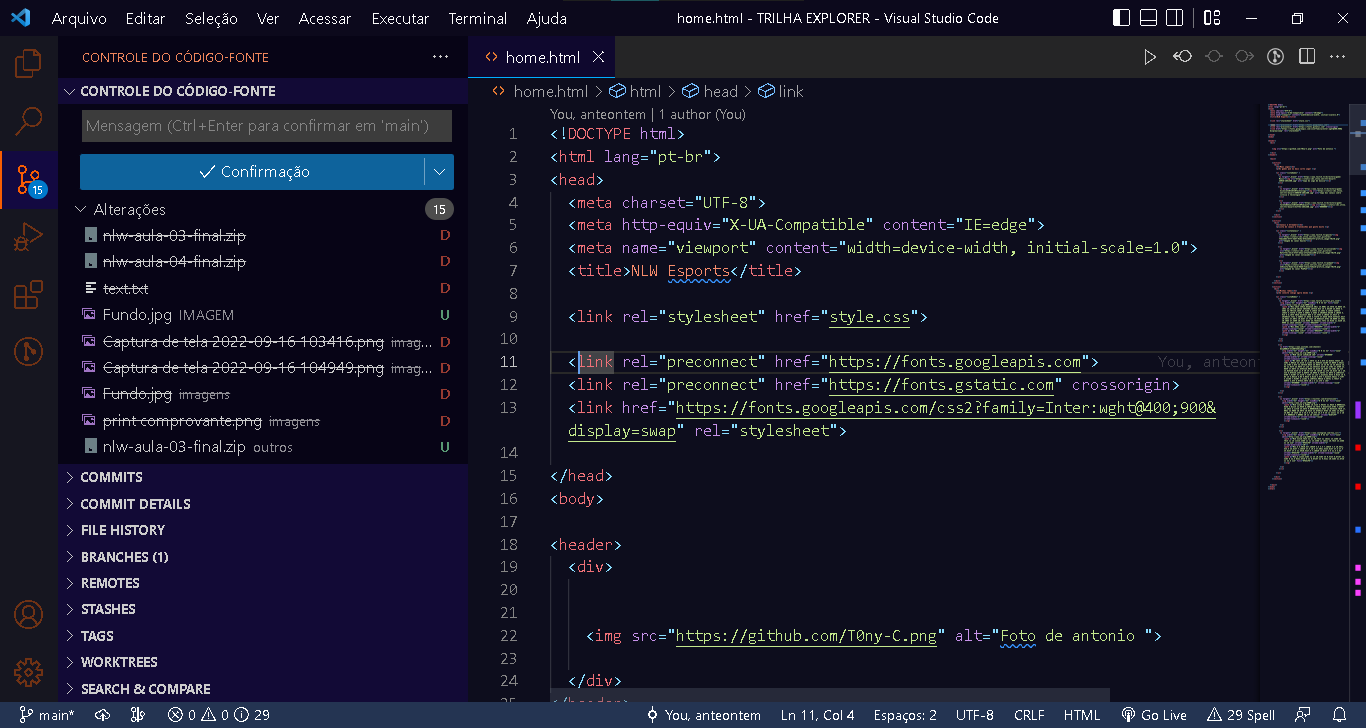 Arquivo Editar Seleção Ver Acessar Executar Terminal Ajuda home.html - TRILHA EXPLORER - Visual Studio Code
CONTROLE DO CÓDIGO-FONTE ···
CONTROLE DO CÓDIGO-FONTE
Mensagem (Ctrl+Enter para confirmar em 'main')
Confirmação
Alterações 15
nlw-aula-03-final.zip D
nlw-aula-04-final.zip D
text.txt D
Fundo.jpg IMAGEM U
Captura de tela 2022-09-16 103416.png imag... D
Captura de tela 2022-09-16 104949.png imag... D
Fundo.jpg imagens D
print comprovante.png imagens D
nlw-aula-03-final.zip outros U
COMMITS
COMMIT DETAILS
FILE HISTORY
BRANCHES (1)
REMOTES
STASHES
TAGS
WORKTREES
SEARCH & COMPARE
15
home.html
home.html > html > head > link
You, anteontem | 1 author (You)
1 <!DOCTYPE html>
2 <html lang="pt-br">
3 <head>
4 <meta charset="UTF-8">
5 <meta http-equiv="X-UA-Compatible" content="IE=edge">
6 <meta name="viewport" content="width=device-width, initial-scale=1.0">
7 <title>NLW Esports</title>
8
9 <link rel="stylesheet" href="style.css">
10
11 <link rel="preconnect" href="https://fonts.googleapis.com"> You, anteon
12 <link rel="preconnect" href="https://fonts.gstatic.com" crossorigin>
13 <link href="https://fonts.googleapis.com/css2?family=Inter:wght@400;900&
display=swap" rel="stylesheet">
14
15 </head>
16 <body>
17
18 <header>
19 <div>
20
21
22 <img src="https://github.com/T0ny-C.png" alt="Foto de antonio ">
23
24 </div>
25 </header>
main* 0 0 29 You, anteontem Ln 11, Col 4 Espaços: 2 UTF-8 CRLF HTML Go Live 29 Spell